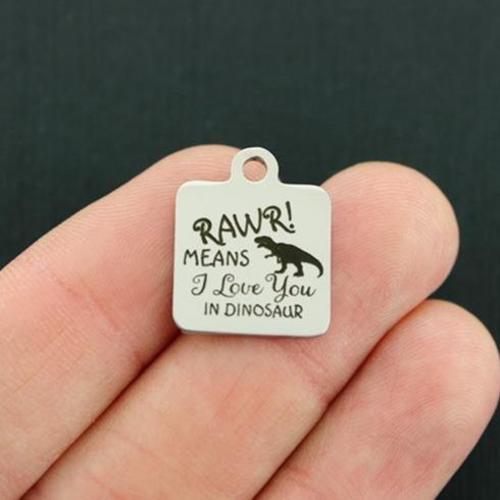 RAWR!
MEANS
I Love You
IN DINOSAUR